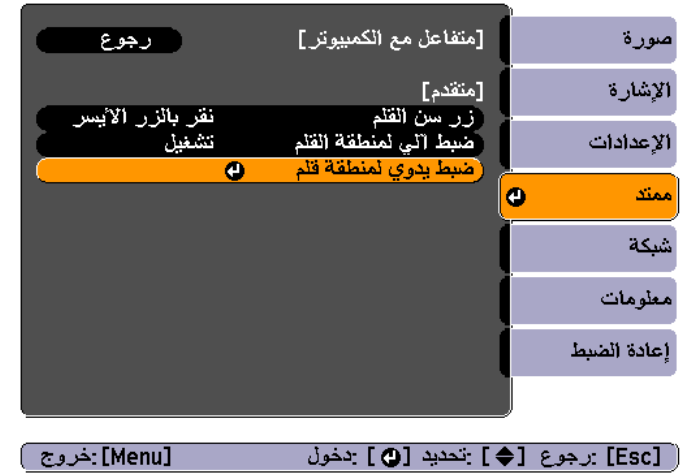 صورة
الإشارة
الإعدادات
ممتد
شبكة
معلومات
إعادة الضبط
[متفاعل مع الكمبيوتر] رجوع
[متقدم]
زر سن القلم نقر بالزر الأيسر
ضبط آلي لمنطقة القلم تشغيل
ضبط يدوي لمنطقة قلم
[Esc] :رجوع [ ] :تحديد [ ] :دخول [Menu] :خروج